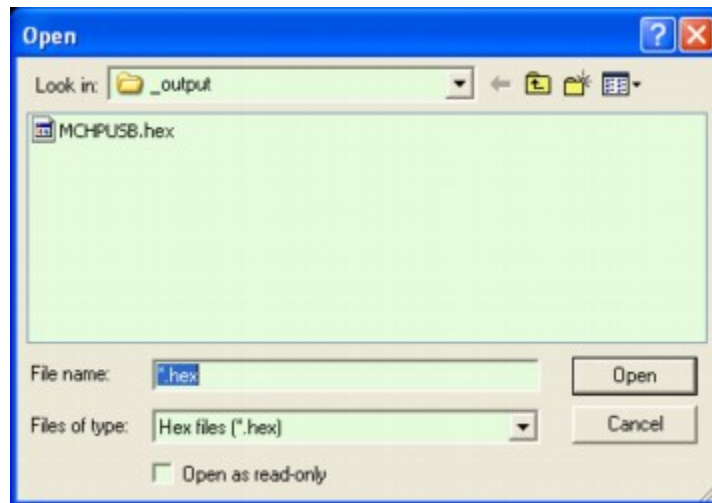 Open
Look in: _output
MCHPUSB.hex
File name: *.hex Open
Files of type: Hex files (*.hex) Cancel
Open as read-only